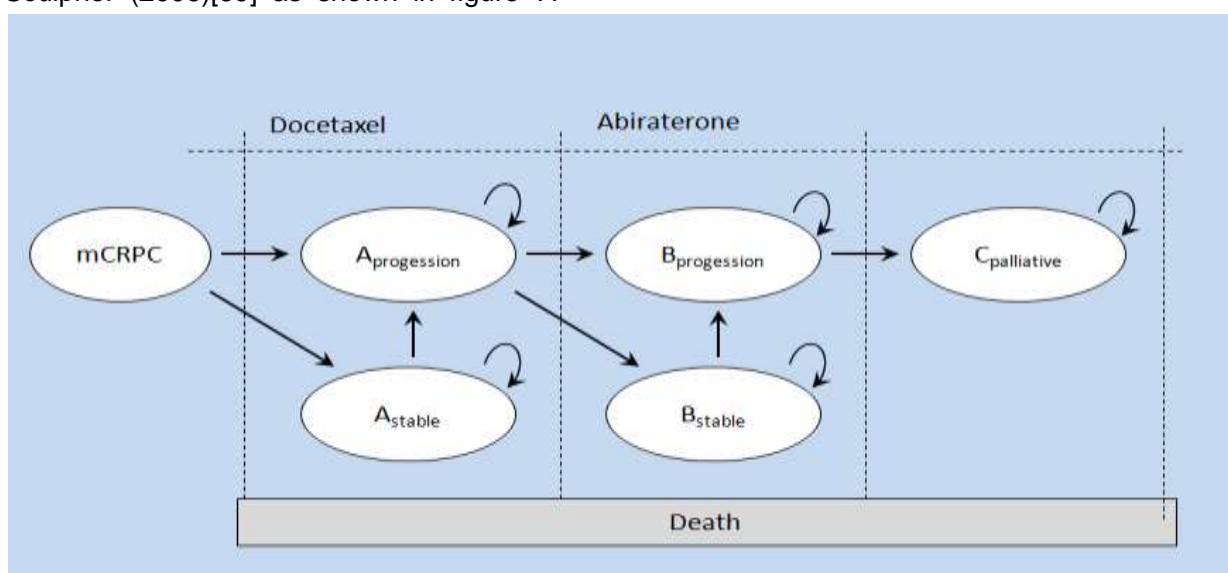 Docetaxel
Abiraterone
mCRPC
Aprogession
Bprogession
Cpalliative
Astable
Bstable
Death